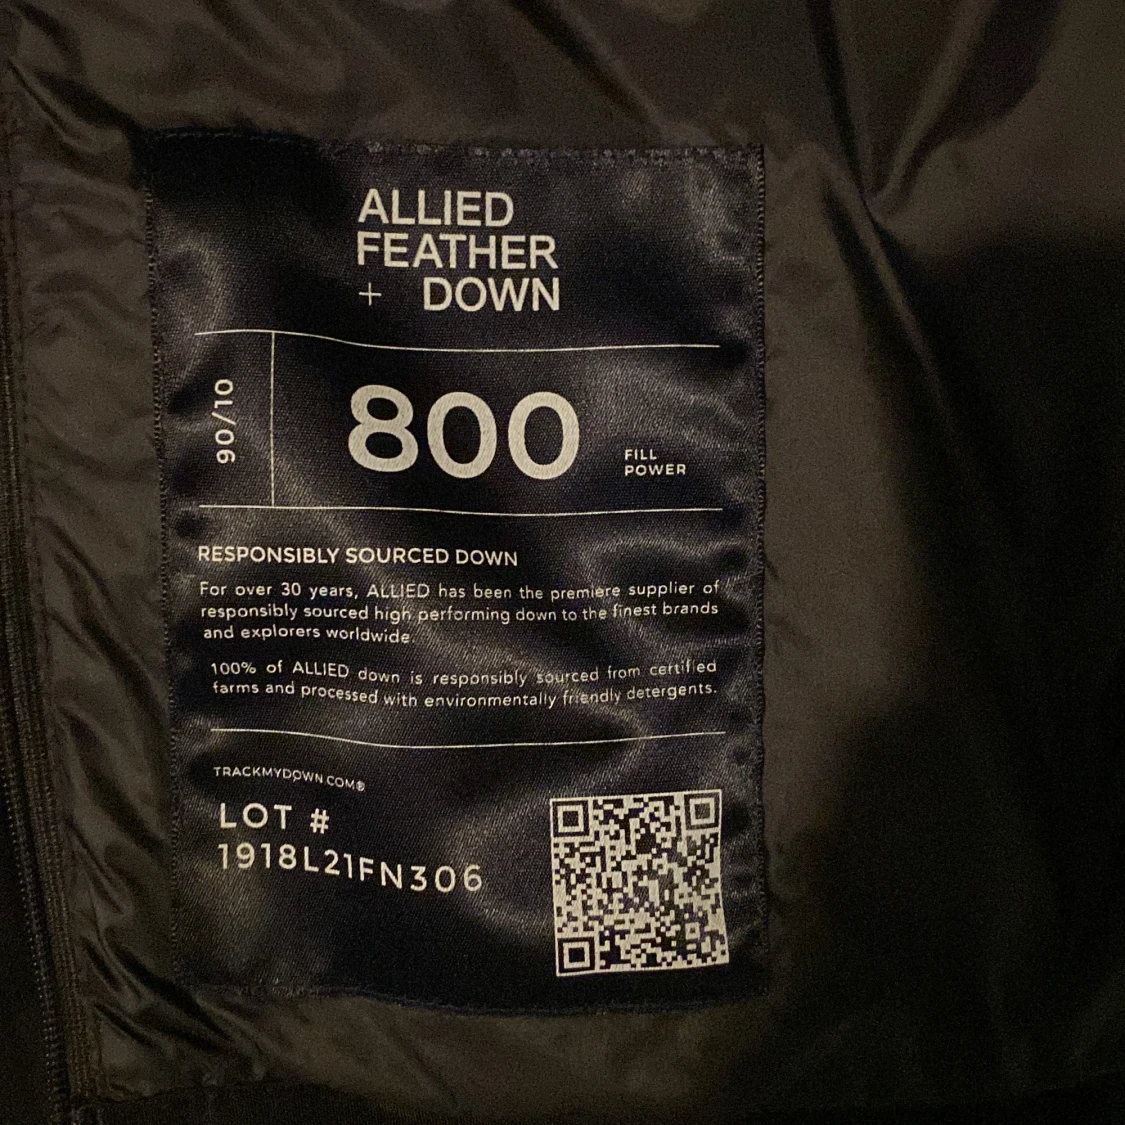 ALLIED
FEATHER
+ DOWN
90/10
800
FILL
POWER
RESPONSIBLY SOURCED DOWN
For over 30 years, ALLIED has been the premiere supplier of
responsibly sourced high performing down to the finest brands
and explorers worldwide.
100% of ALLIED down is responsibly sourced from certified
farms and processed with environmentally friendly detergents.
TRACKMYDOWN.COM®
LOT #
1918L21FN306